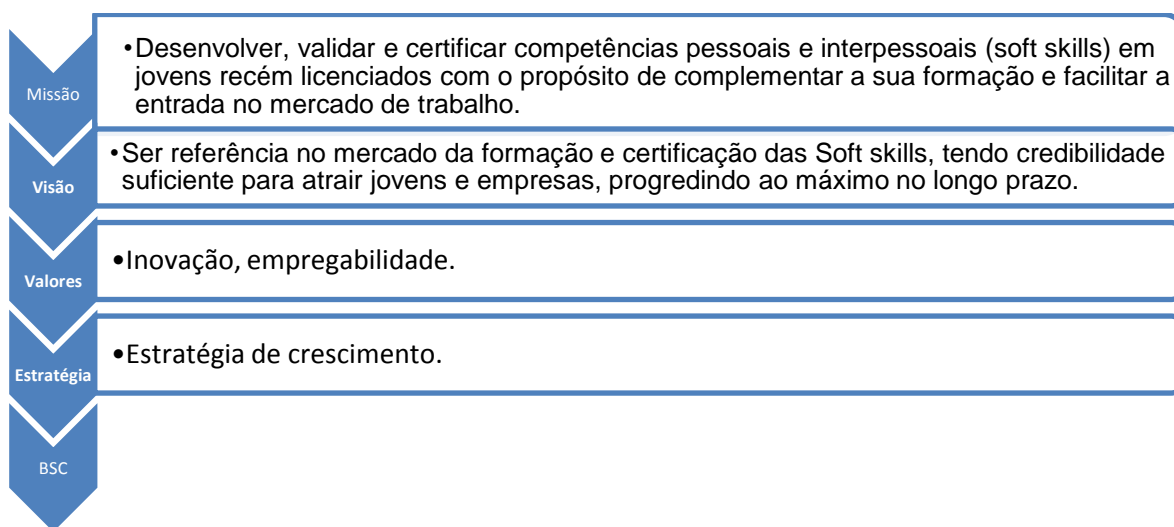 Missão
•Desenvolver, validar e certificar competências pessoais e interpessoais (soft skills) em
jovens recém licenciados com o propósito de complementar a sua formação e facilitar a
entrada no mercado de trabalho.
Visão
•Ser referência no mercado da formação e certificação das Soft skills, tendo credibilidade
suficiente para atrair jovens e empresas, progredindo ao máximo no longo prazo.
Valores
•Inovação, empregabilidade.
Estratégia
•Estratégia de crescimento.
BSC